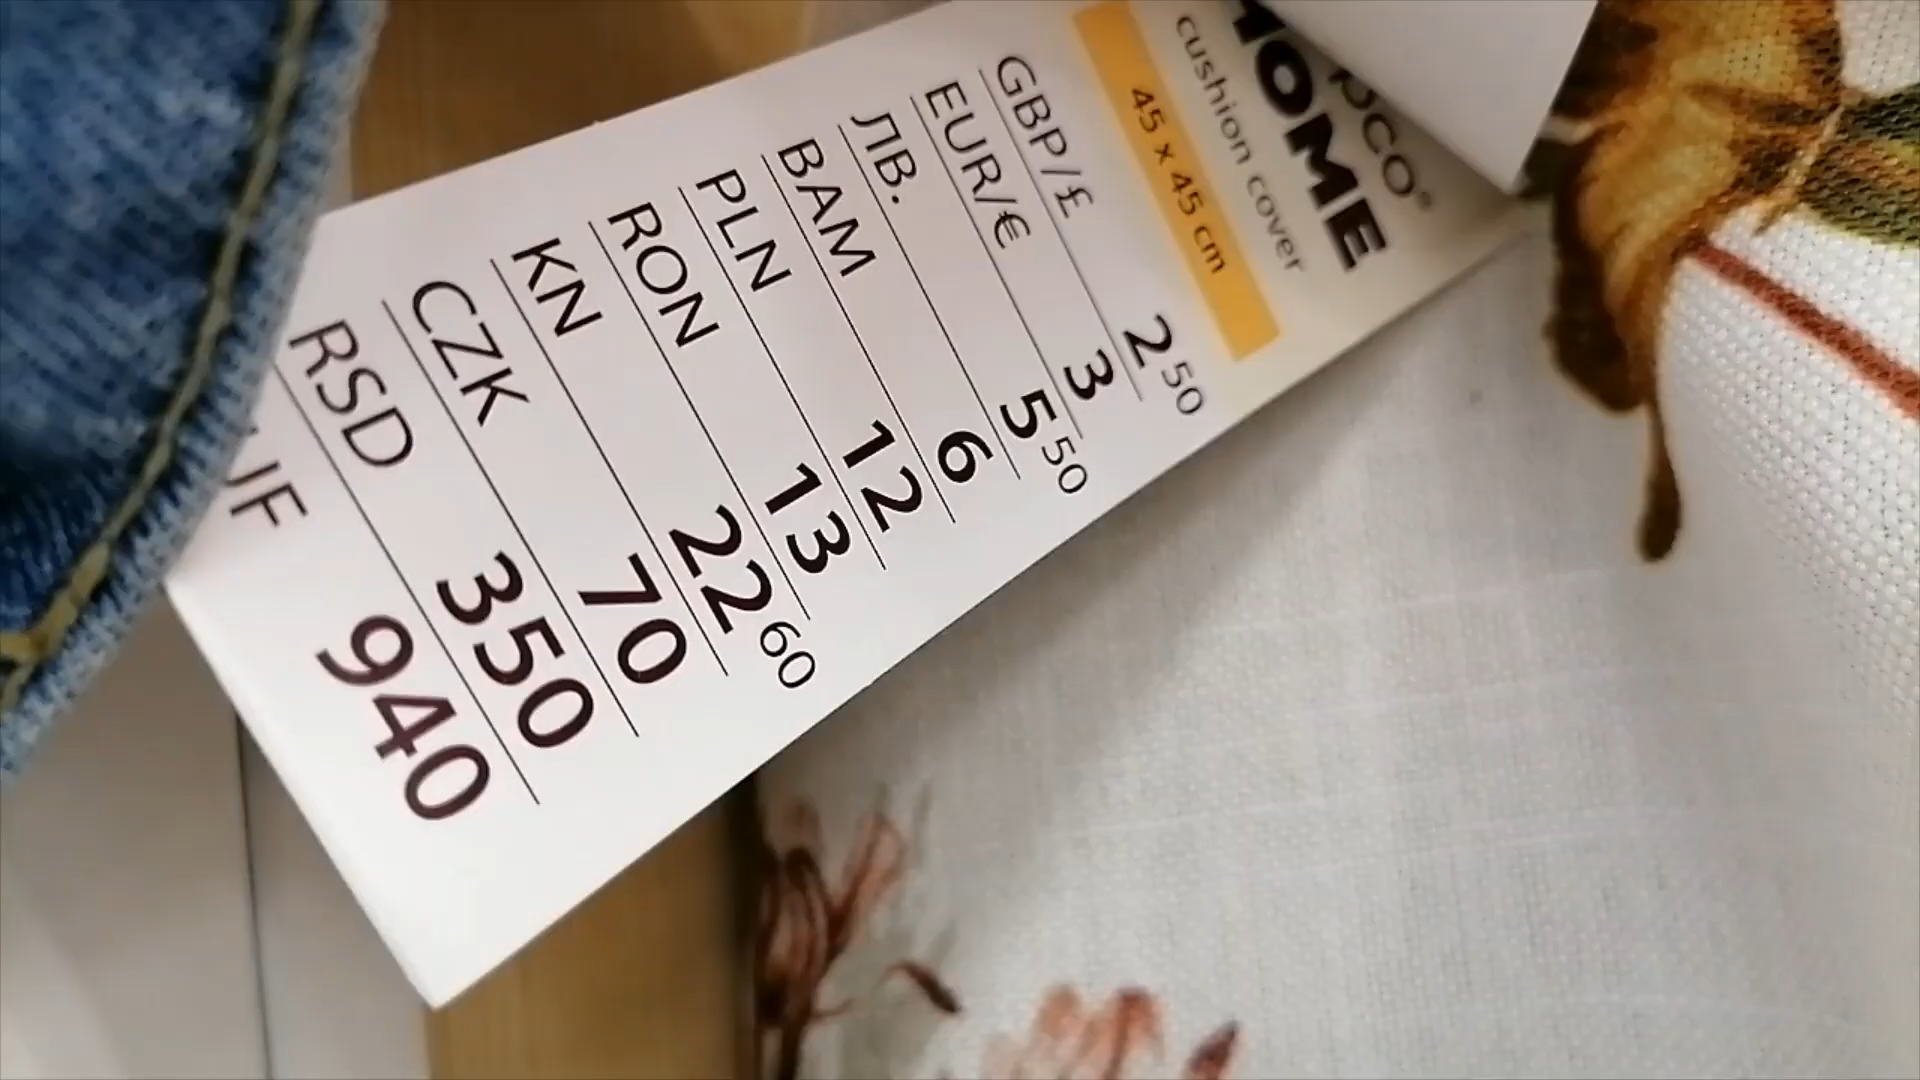 HOME
cushion cover
45 x 45 cm
GBP/£ 2 50
EUR/€ 3
ЛВ. 5 50
BAM 6
PLN 12
RON 13
KN 22 60
CZK 70
RSD 350
940